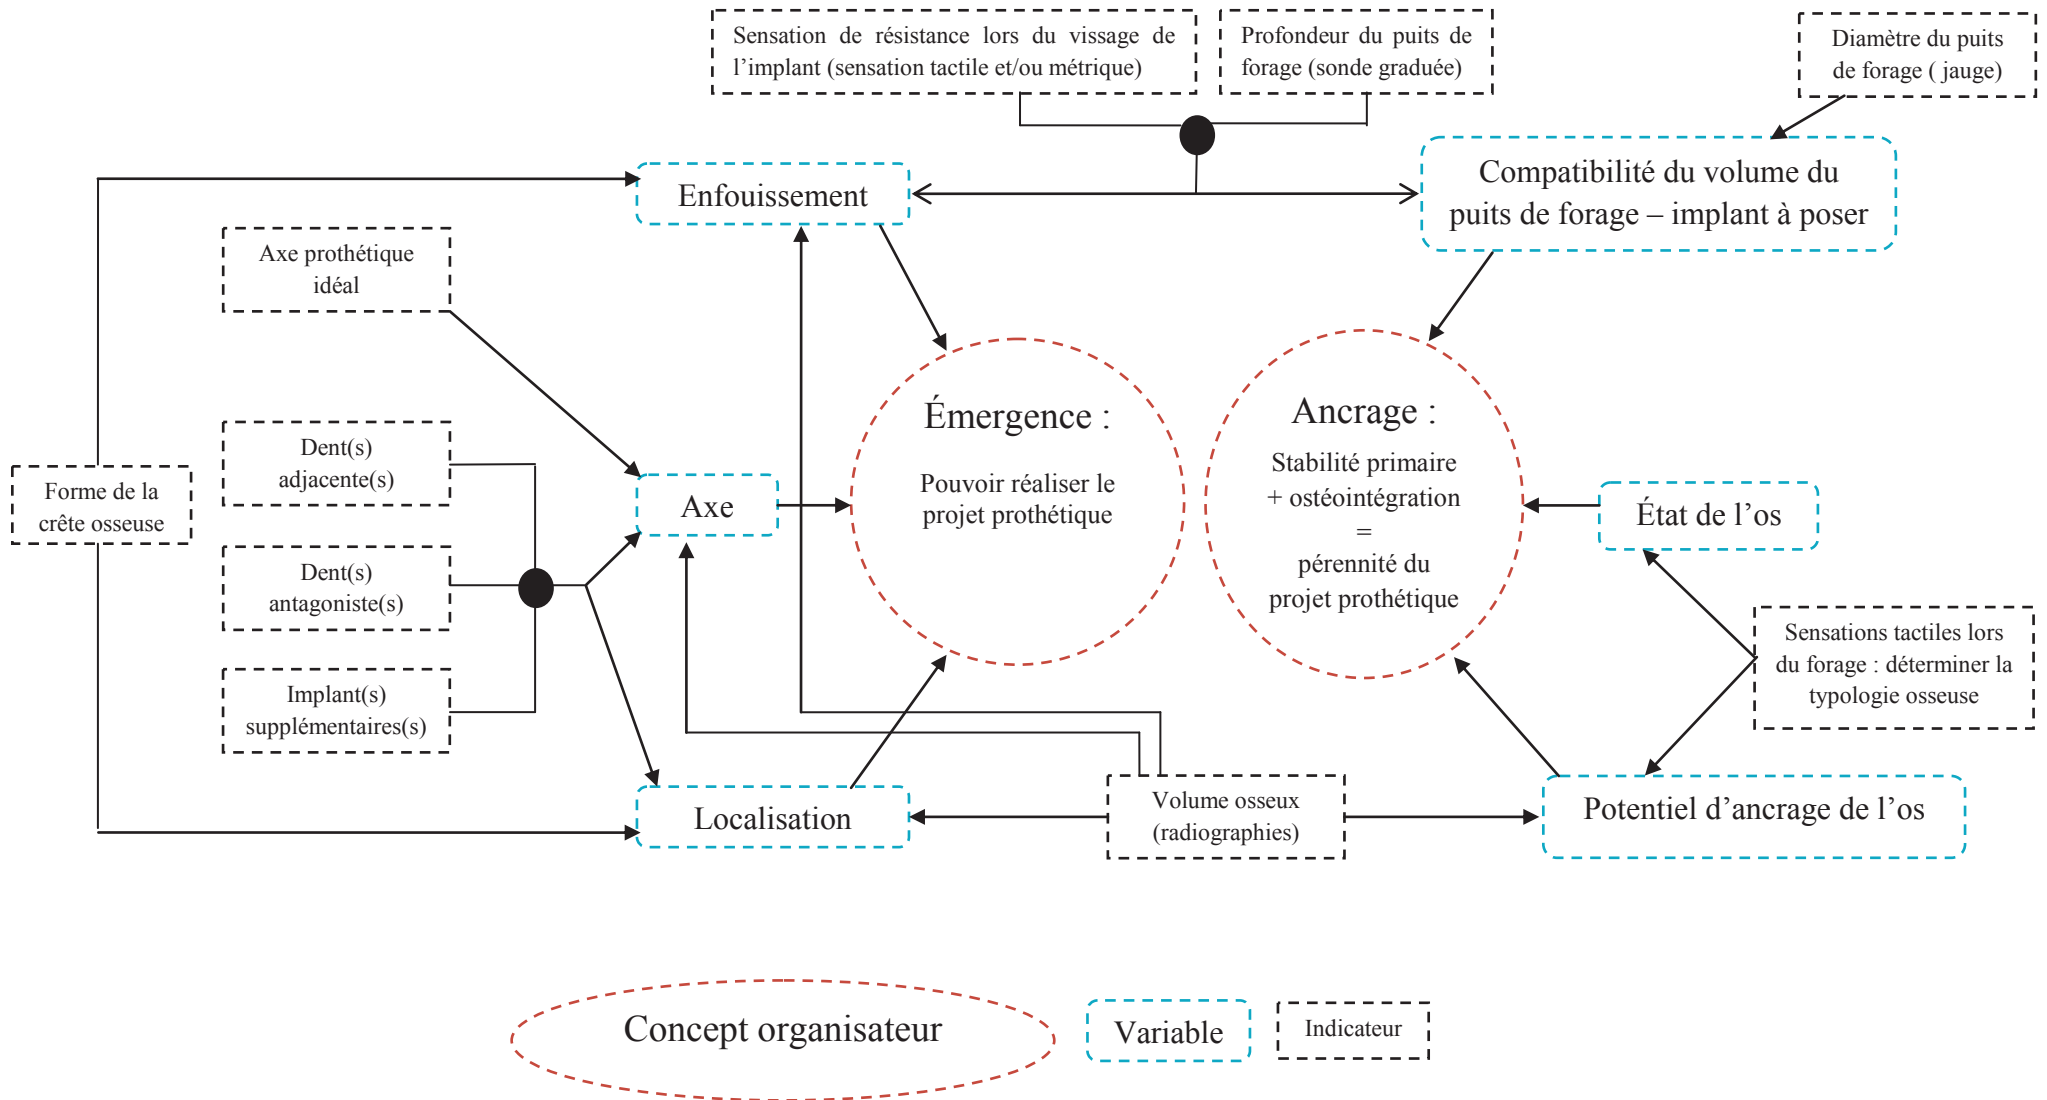 Sensation de résistance lors du vissage de
l’implant (sensation tactile et/ou métrique)
Profondeur du puits de
forage (sonde graduée)
Diamètre du puits
de forage ( jauge)
Enfouissement
Compatibilité du volume du
puits de forage – implant à poser
Axe prothétique
idéal
Dent(s)
adjacente(s)
Forme de la
crête osseuse
Dent(s)
antagoniste(s)
Implant(s)
supplémentaires(s)
Axe
Émergence :
Pouvoir réaliser le
projet prothétique
Ancrage :
Stabilité primaire
+ ostéointégration
=
pérennité du
projet prothétique
État de l’os
Sensations tactiles lors
du forage : déterminer la
typologie osseuse
Localisation
Volume osseux
(radiographies)
Potentiel d’ancrage de l’os
Concept organisateur
Variable
Indicateur